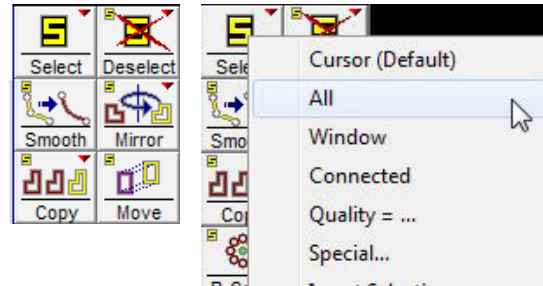 Select Deselect
Smooth Mirror
Copy Move
Cursor (Default)
All
Window
Connected
Quality = ...
Special...